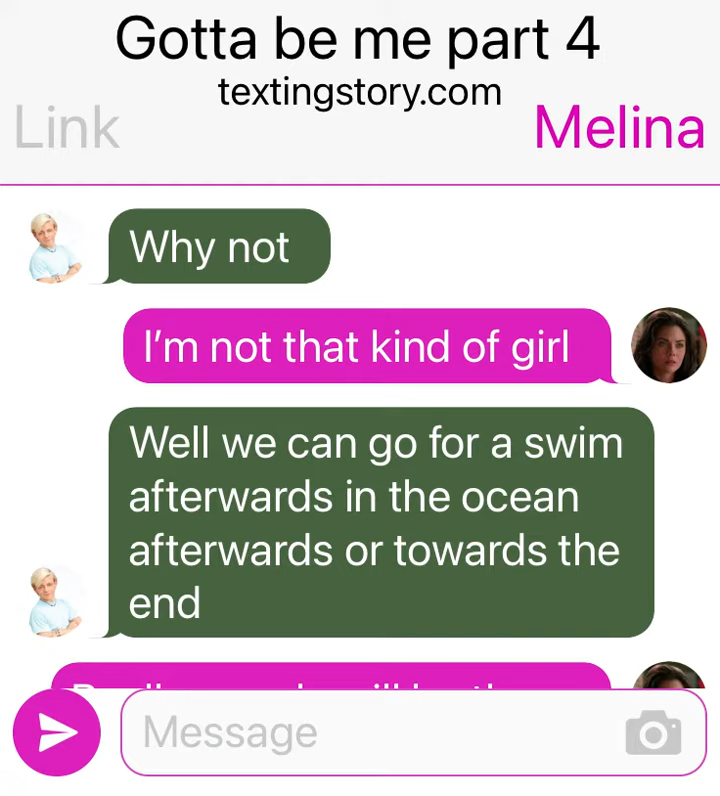 Gotta be me part 4
textingstory.com
Link
Melina
Why not
I'm not that kind of girl
Well we can go for a swim
afterwards in the ocean
afterwards or towards the
end
Message